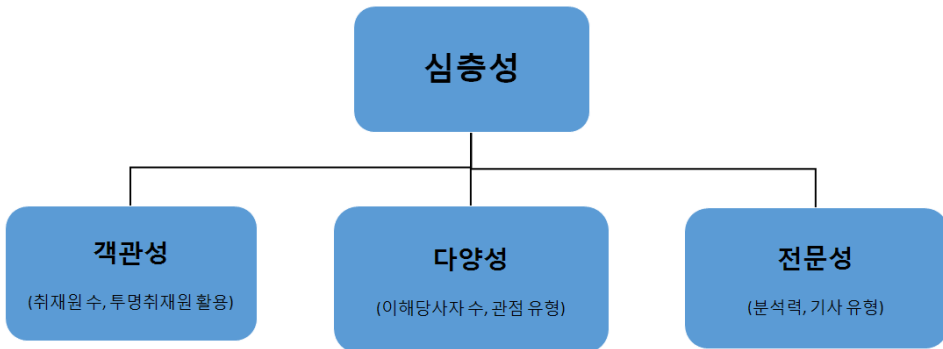 심층성
객관성
(취재원 수, 투명취재원 활용)
다양성
(이해당사자 수, 관점 유형)
전문성
(분석력, 기사 유형)